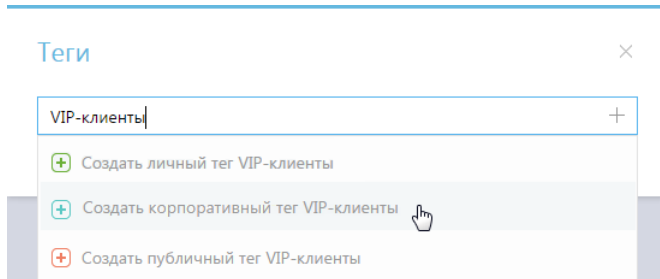 Теги
VIP-клиенты
Создать личный тег VIP-клиенты
Создать корпоративный тег VIP-клиенты
Создать публичный тег VIP-клиенты